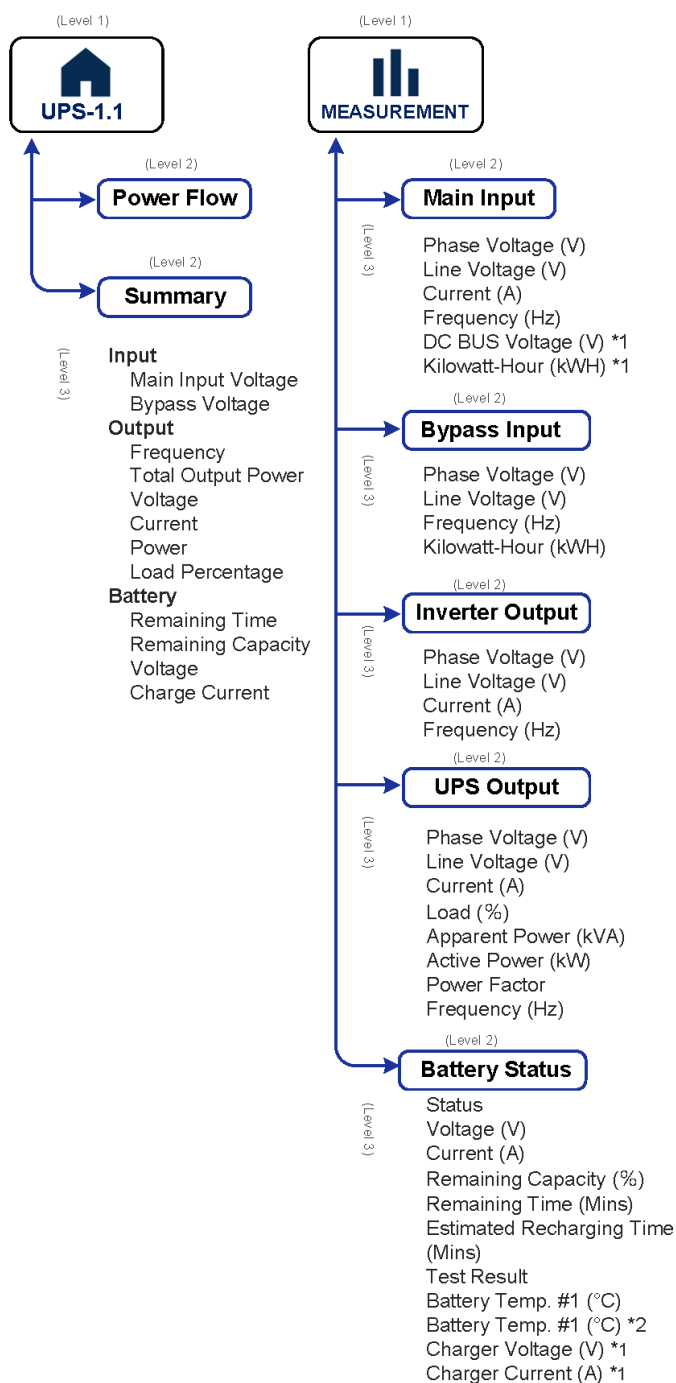 (Level 1)
UPS-1.1
(Level 2)
Power Flow
(Level 2)
Summary
(Level 3)
Input
Main Input Voltage
Bypass Voltage
Output
Frequency
Total Output Power
Voltage
Current
Power
Load Percentage
Battery
Remaining Time
Remaining Capacity
Voltage
Charge Current
(Level 1)
MEASUREMENT
(Level 2)
Main Input
(Level 3)
Phase Voltage (V)
Line Voltage (V)
Current (A)
Frequency (Hz)
DC BUS Voltage (V) *1
Kilowatt-Hour (kWH) *1
(Level 2)
Bypass Input
(Level 3)
Phase Voltage (V)
Line Voltage (V)
Frequency (Hz)
Kilowatt-Hour (kWH)
(Level 2)
Inverter Output
(Level 3)
Phase Voltage (V)
Line Voltage (V)
Current (A)
Frequency (Hz)
(Level 2)
UPS Output
(Level 3)
Phase Voltage (V)
Line Voltage (V)
Current (A)
Load (%)
Apparent Power (kVA)
Active Power (kW)
Power Factor
Frequency (Hz)
(Level 2)
Battery Status
(Level 3)
Status
Voltage (V)
Current (A)
Remaining Capacity (%)
Remaining Time (Mins)
Estimated Recharging Time
(Mins)
Test Result
Battery Temp. #1 (°C)
Battery Temp. #1 (°C) *2
Charger Voltage (V) *1
Charger Current (A) *1